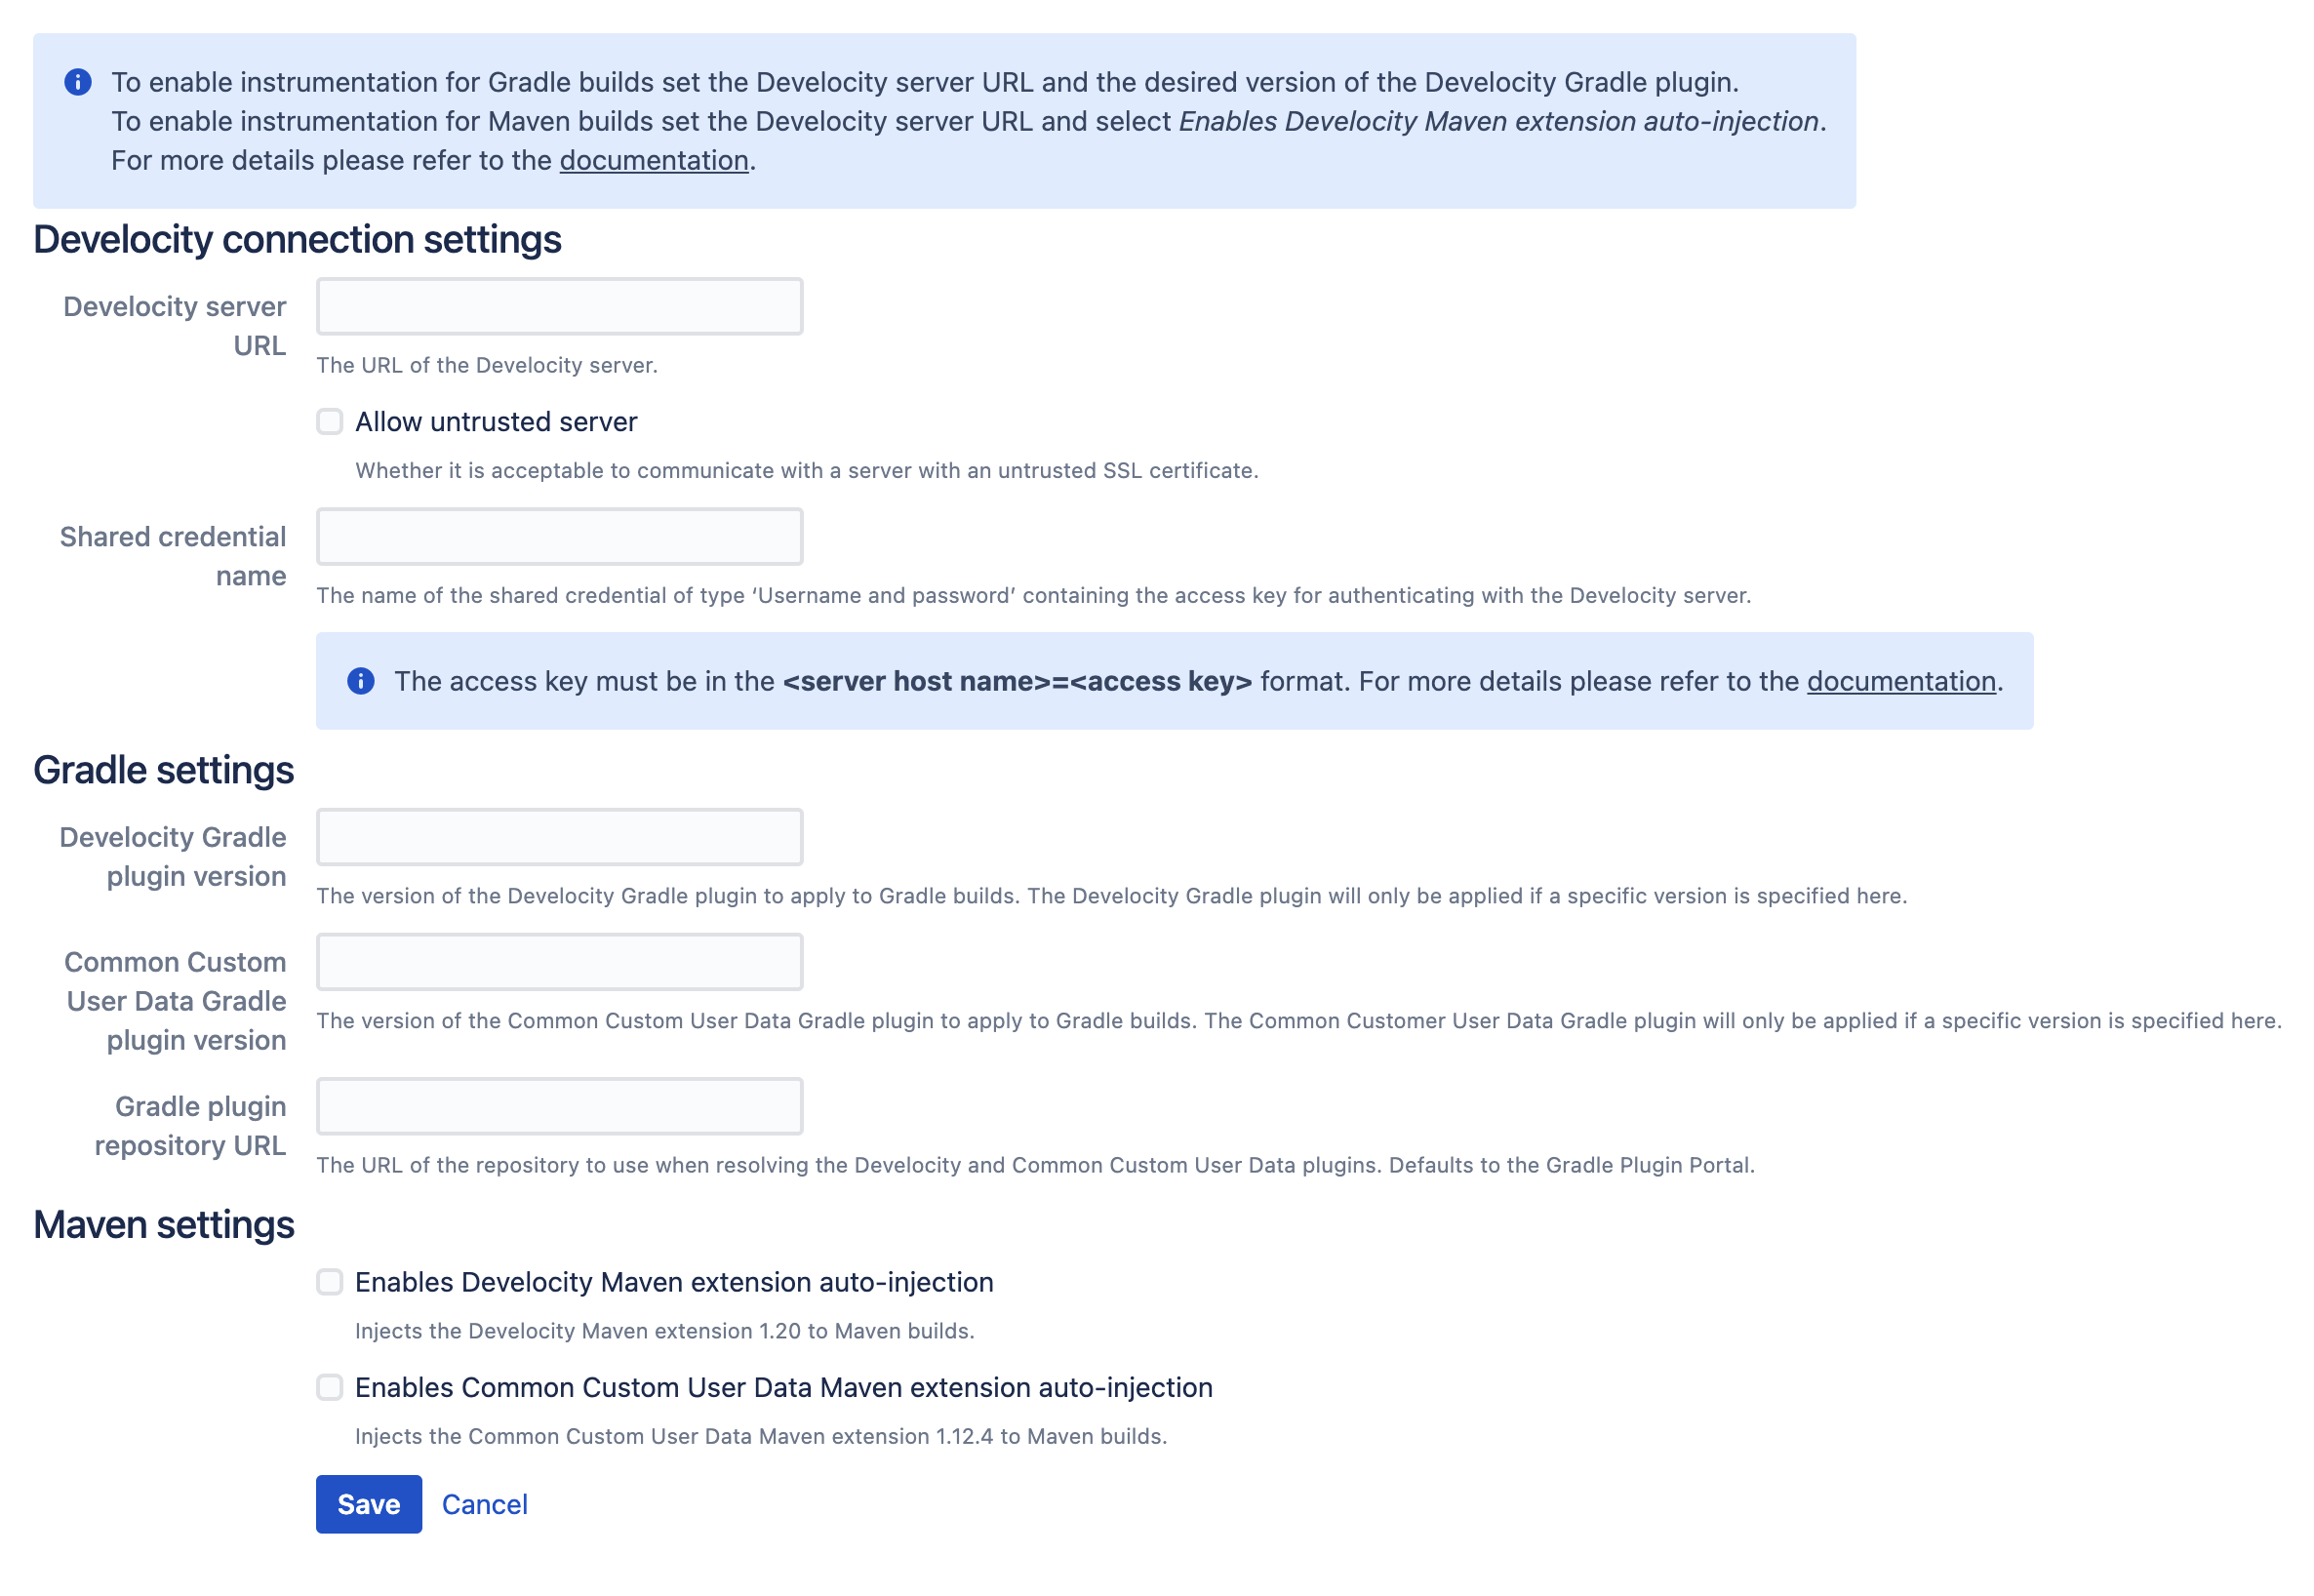 To enable instrumentation for Gradle builds set the Develocity server URL and the desired version of the Develocity Gradle plugin.
To enable instrumentation for Maven builds set the Develocity server URL and select Enables Develocity Maven extension auto-injection.
For more details please refer to the documentation.
Develocity connection settings
Develocity server
URL
The URL of the Develocity server.
Allow untrusted server
Whether it is acceptable to communicate with a server with an untrusted SSL certificate.
Shared credential
name
The name of the shared credential of type ‘Username and password’ containing the access key for authenticating with the Develocity server.
The access key must be in the <server host name>=<access key> format. For more details please refer to the documentation.
Gradle settings
Develocity Gradle
plugin version
The version of the Develocity Gradle plugin to apply to Gradle builds. The Develocity Gradle plugin will only be applied if a specific version is specified here.
Common Custom
User Data Gradle
plugin version
The version of the Common Custom User Data Gradle plugin to apply to Gradle builds. The Common Customer User Data Gradle plugin will only be applied if a specific version is specified here.
Gradle plugin
repository URL
The URL of the repository to use when resolving the Develocity and Common Custom User Data plugins. Defaults to the Gradle Plugin Portal.
Maven settings
Enables Develocity Maven extension auto-injection
Injects the Develocity Maven extension 1.20 to Maven builds.
Enables Common Custom User Data Maven extension auto-injection
Injects the Common Custom User Data Maven extension 1.12.4 to Maven builds.
Save Cancel